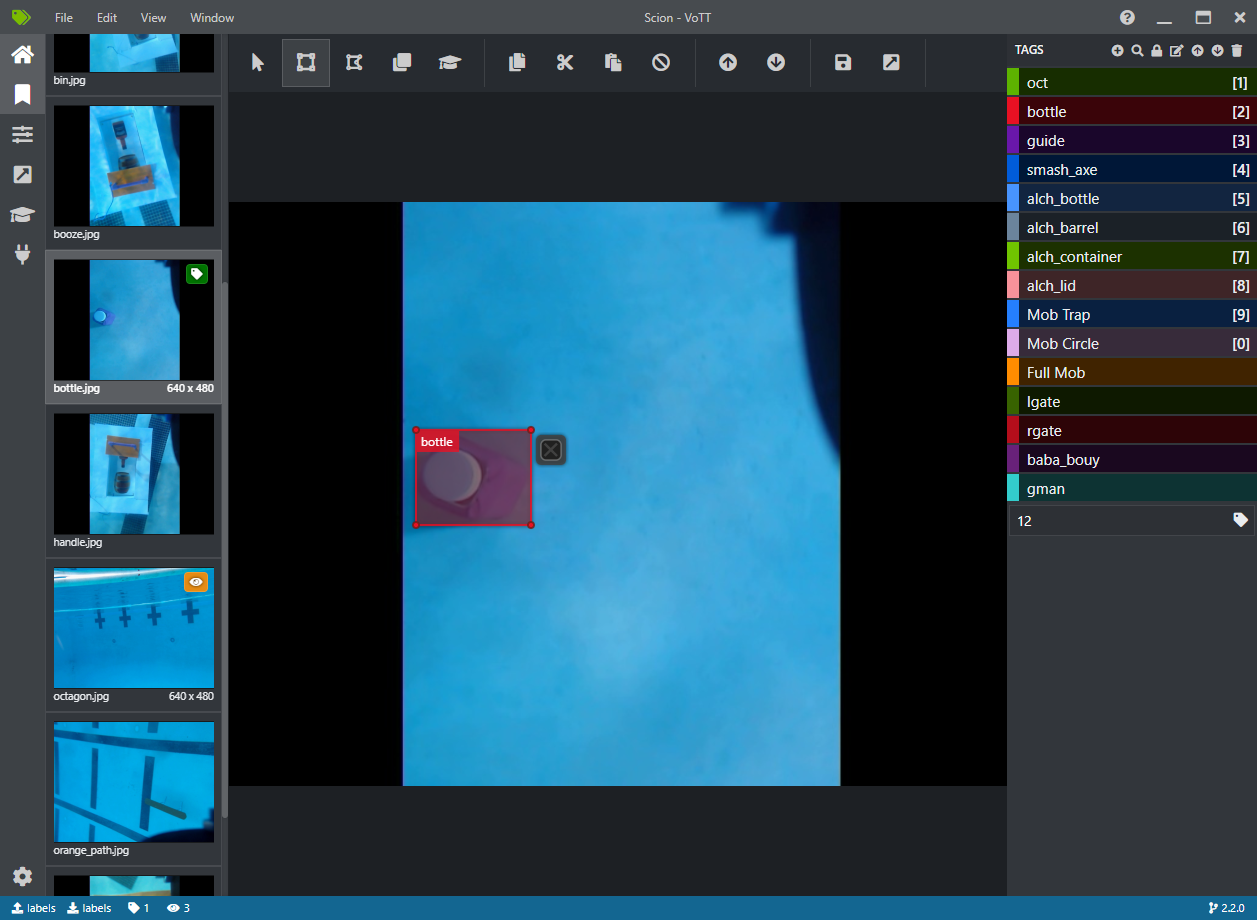 File Edit View Window Scion - VoTT
bin.jpg
booze.jpg
bottle.jpg 640 x 480
handle.jpg
octagon.jpg 640 x 480
orange_path.jpg
bottle
TAGS
oct [1]
bottle [2]
guide [3]
smash_axe [4]
alch_bottle [5]
alch_barrel [6]
alch_container [7]
alch_lid [8]
Mob Trap [9]
Mob Circle [0]
Full Mob
lgate
rgate
baba_bouy
gman
12
labels labels 1 3 2.2.0